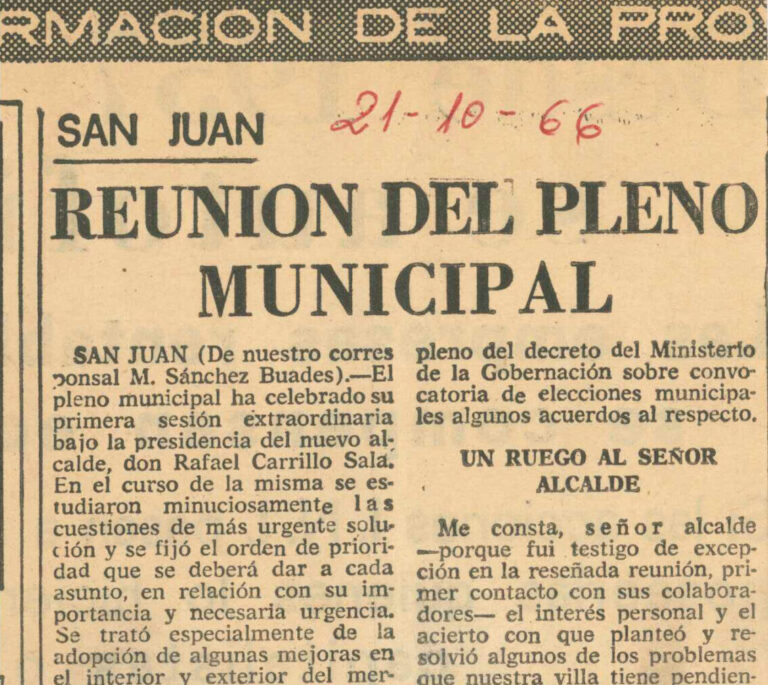 RMACION DE LA PRO
SAN JUAN
21-10-66
REUNION DEL PLENO
MUNICIPAL
SAN JUAN (De nuestro corres
ponsal M. Sánchez Buades).—El
pleno municipal ha celebrado su
primera sesión extraordinaria
bajo la presidencia del nuevo al-
calde, don Rafael Carrillo Sala.
En el curso de la misma se es-
tudiaron minuciosamente las
cuestiones de más urgente solu-
ción y se fijó el orden de priori-
dad que se deberá dar a cada
asunto, en relación con su im-
portancia y necesaria urgencia.
Se trató especialmente de la
adopción de algunas mejoras en
el interior y exterior del mer-
pleno del decreto del Ministerio
de la Gobernación sobre convo-
catoria de elecciones municipa-
les algunos acuerdos al respecto.
UN RUEGO AL SEÑOR
ALCALDE
Me consta, señor alcalde
—porque fui testigo de excep-
ción en la reseñada reunión, pri-
mer contacto con sus colabora-
dores— el interés personal y el
acierto con que planteó y re-
solvió algunos de los problemas
que nuestra villa tiene pendien-